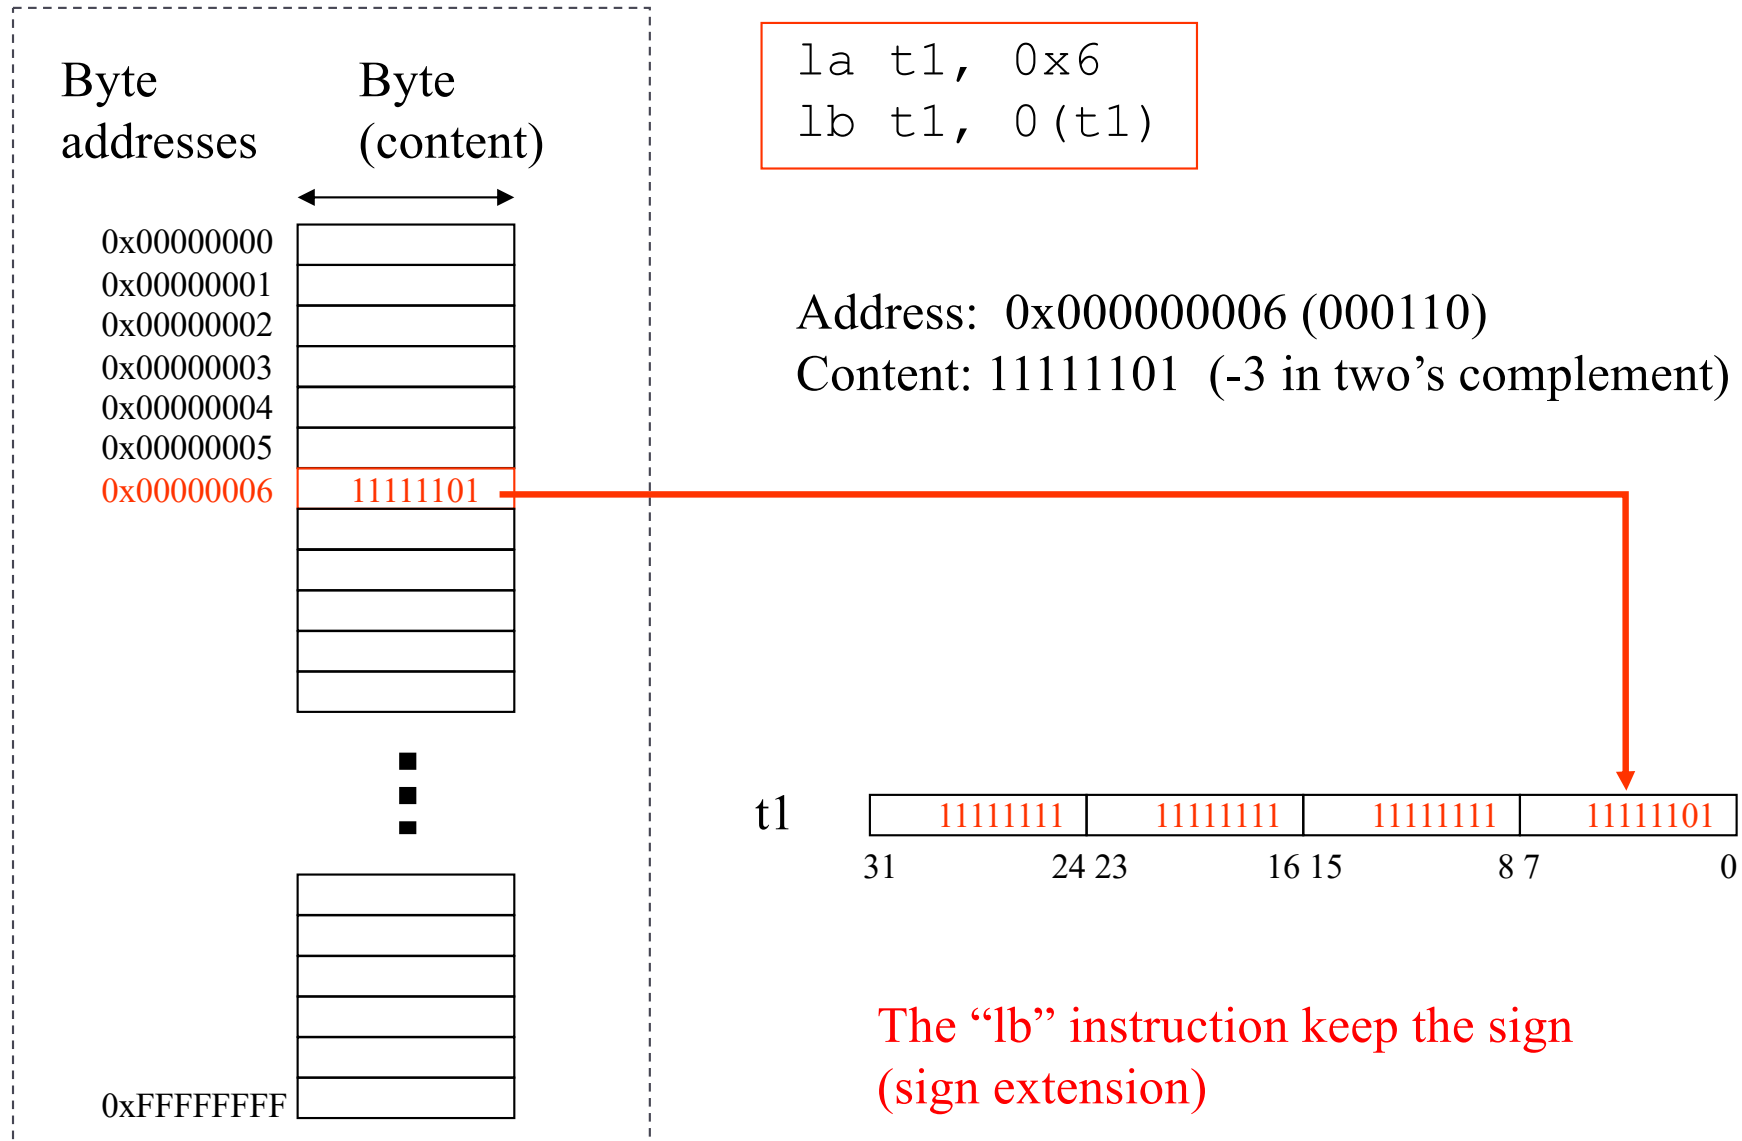 Byte addresses
Byte (content)
la t1, 0x6
lb t1, 0(t1)
0x00000000
0x00000001
0x00000002
0x00000003
0x00000004
0x00000005
0x00000006 11111101
Address: 0x000000006 (000110)
Content: 11111101 (-3 in two’s complement)
t1 11111111 11111111 11111111 11111101
31 24 23 16 15 8 7 0
The “lb” instruction keep the sign
(sign extension)
0xFFFFFFFF